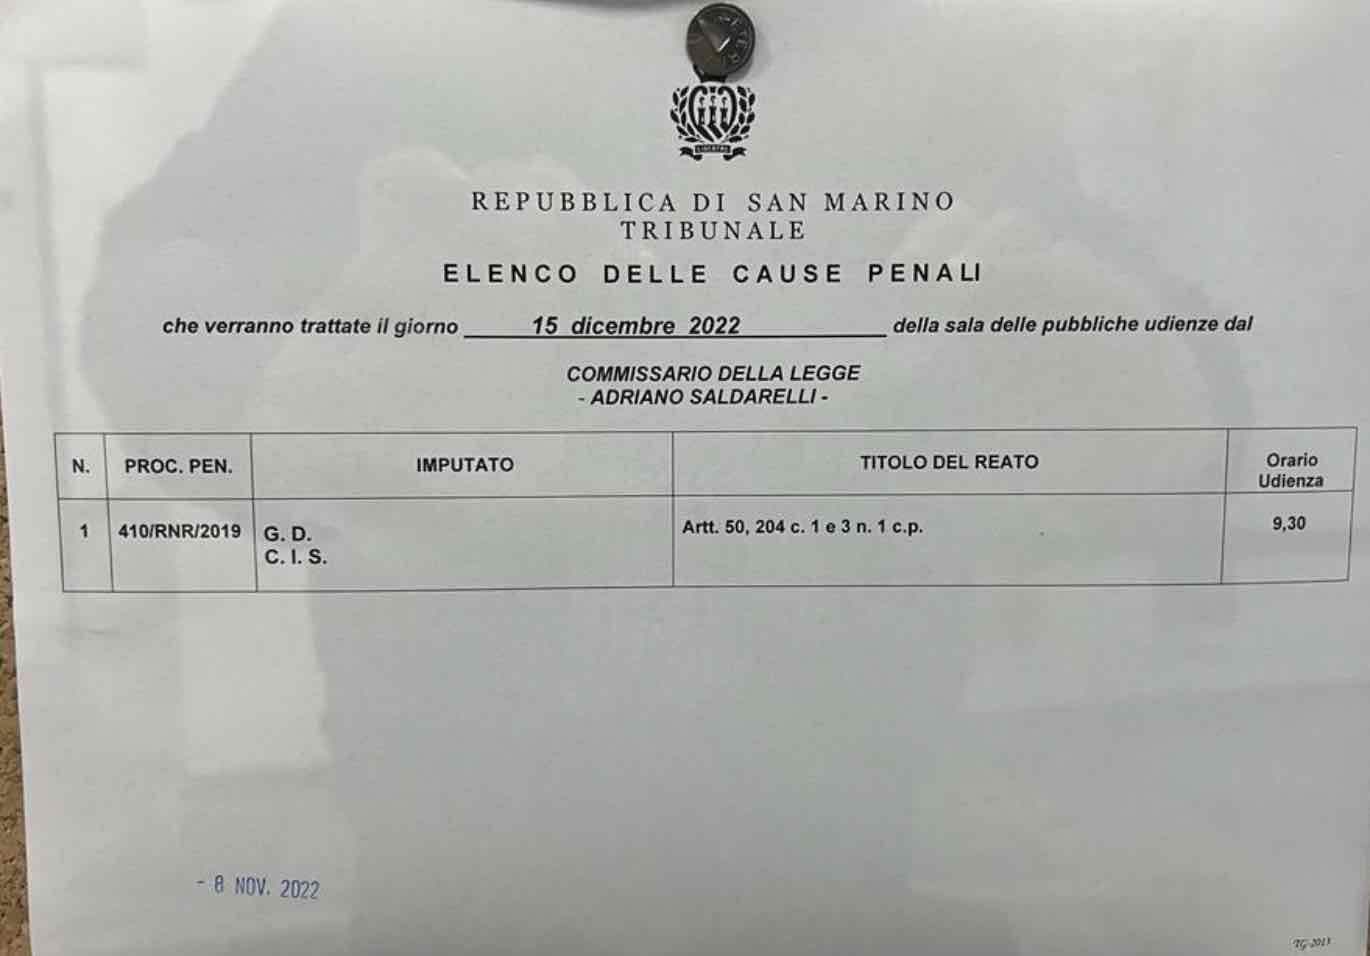 LIBERTAS
REPUBBLICA DI SAN MARINO
TRIBUNALE
ELENCO DELLE CAUSE PENALI
che verranno trattate il giorno 15 dicembre 2022 della sala delle pubbliche udienze dal
COMMISSARIO DELLA LEGGE
- ADRIANO SALDARELLI -
N. PROC. PEN. IMPUTATO TITOLO DEL REATO Orario Udienza
1 410/RNR/2019 G. D. Artt. 50, 204 c. 1 e 3 n. 1 c.p. 9,30
C. I. S.
- 8 NOV. 2022